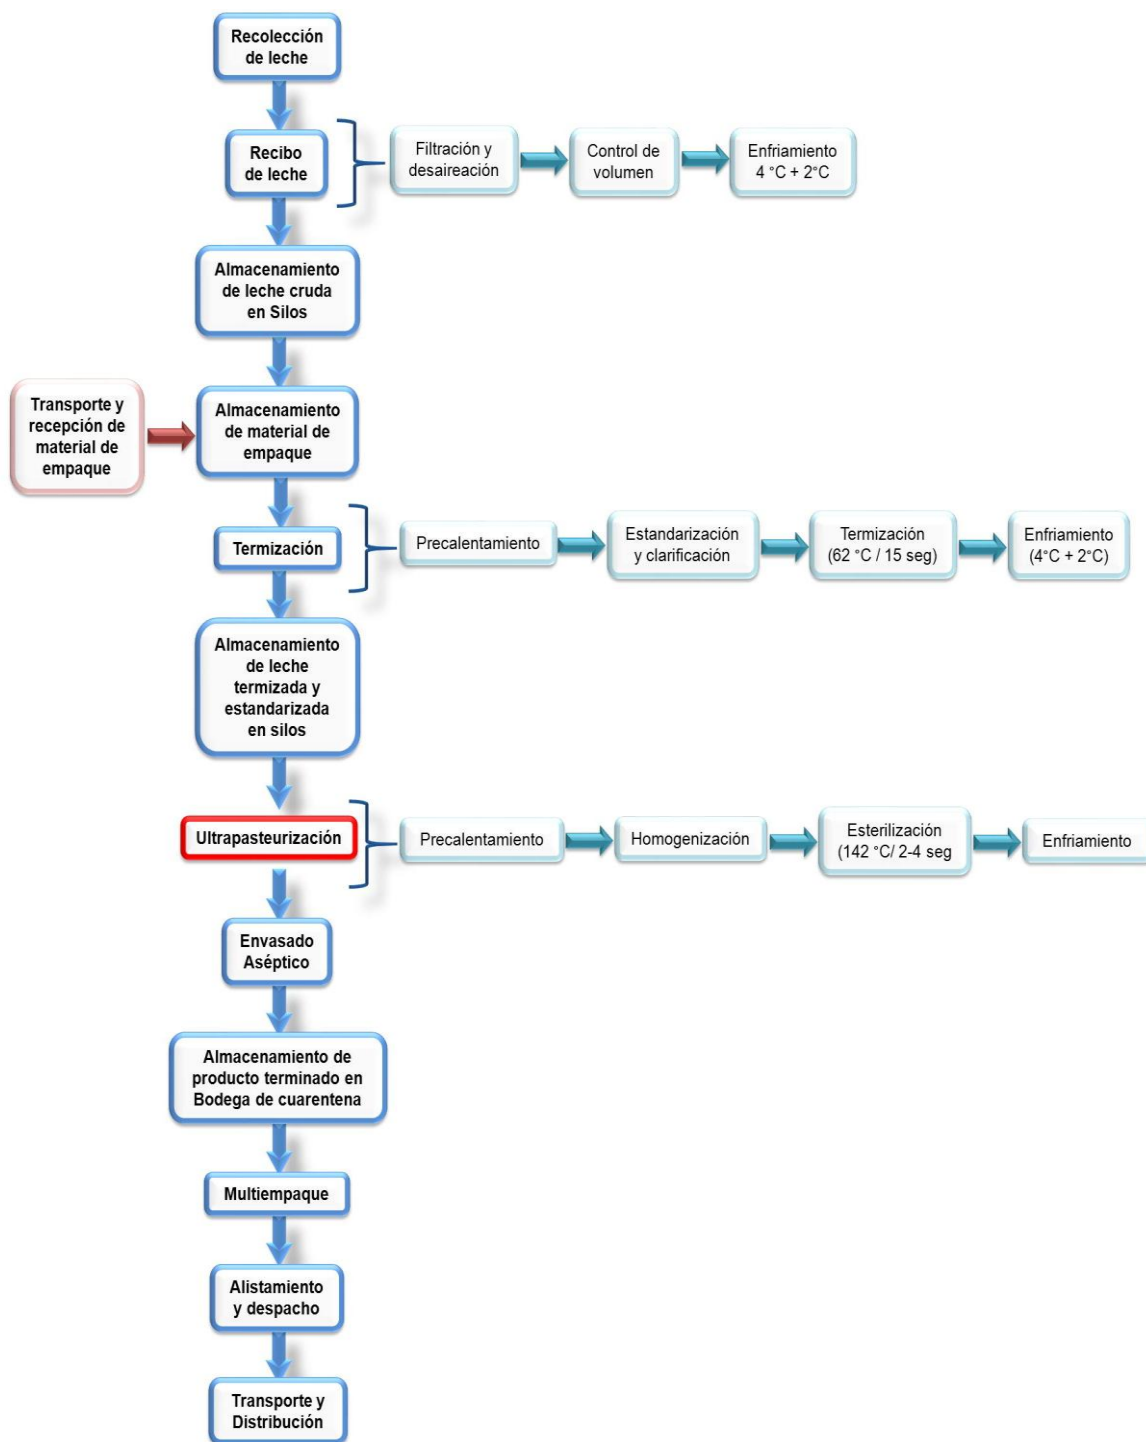 Recolección
de leche
Recibo
de leche
Filtración y
desaireación
Control de
volumen
Enfriamiento
4 °C + 2°C
Almacenamiento
de leche cruda
en Silos
Transporte y
recepción de
material de
empaque
Almacenamiento
de material de
empaque
Termización
Precalentamiento
Estandarización
y clarificación
Termización
(62 °C / 15 seg)
Enfriamiento
(4°C + 2°C)
Almacenamiento
de leche
termizada y
estandarizada
en silos
Ultrapasteurización
Precalentamiento
Homogenización
Esterilización
(142 °C/ 2-4 seg
Enfriamiento
Envasado
Aséptico
Almacenamiento de
producto terminado en
Bodega de cuarentena
Multiempaque
Alistamiento
y despacho
Transporte y
Distribución